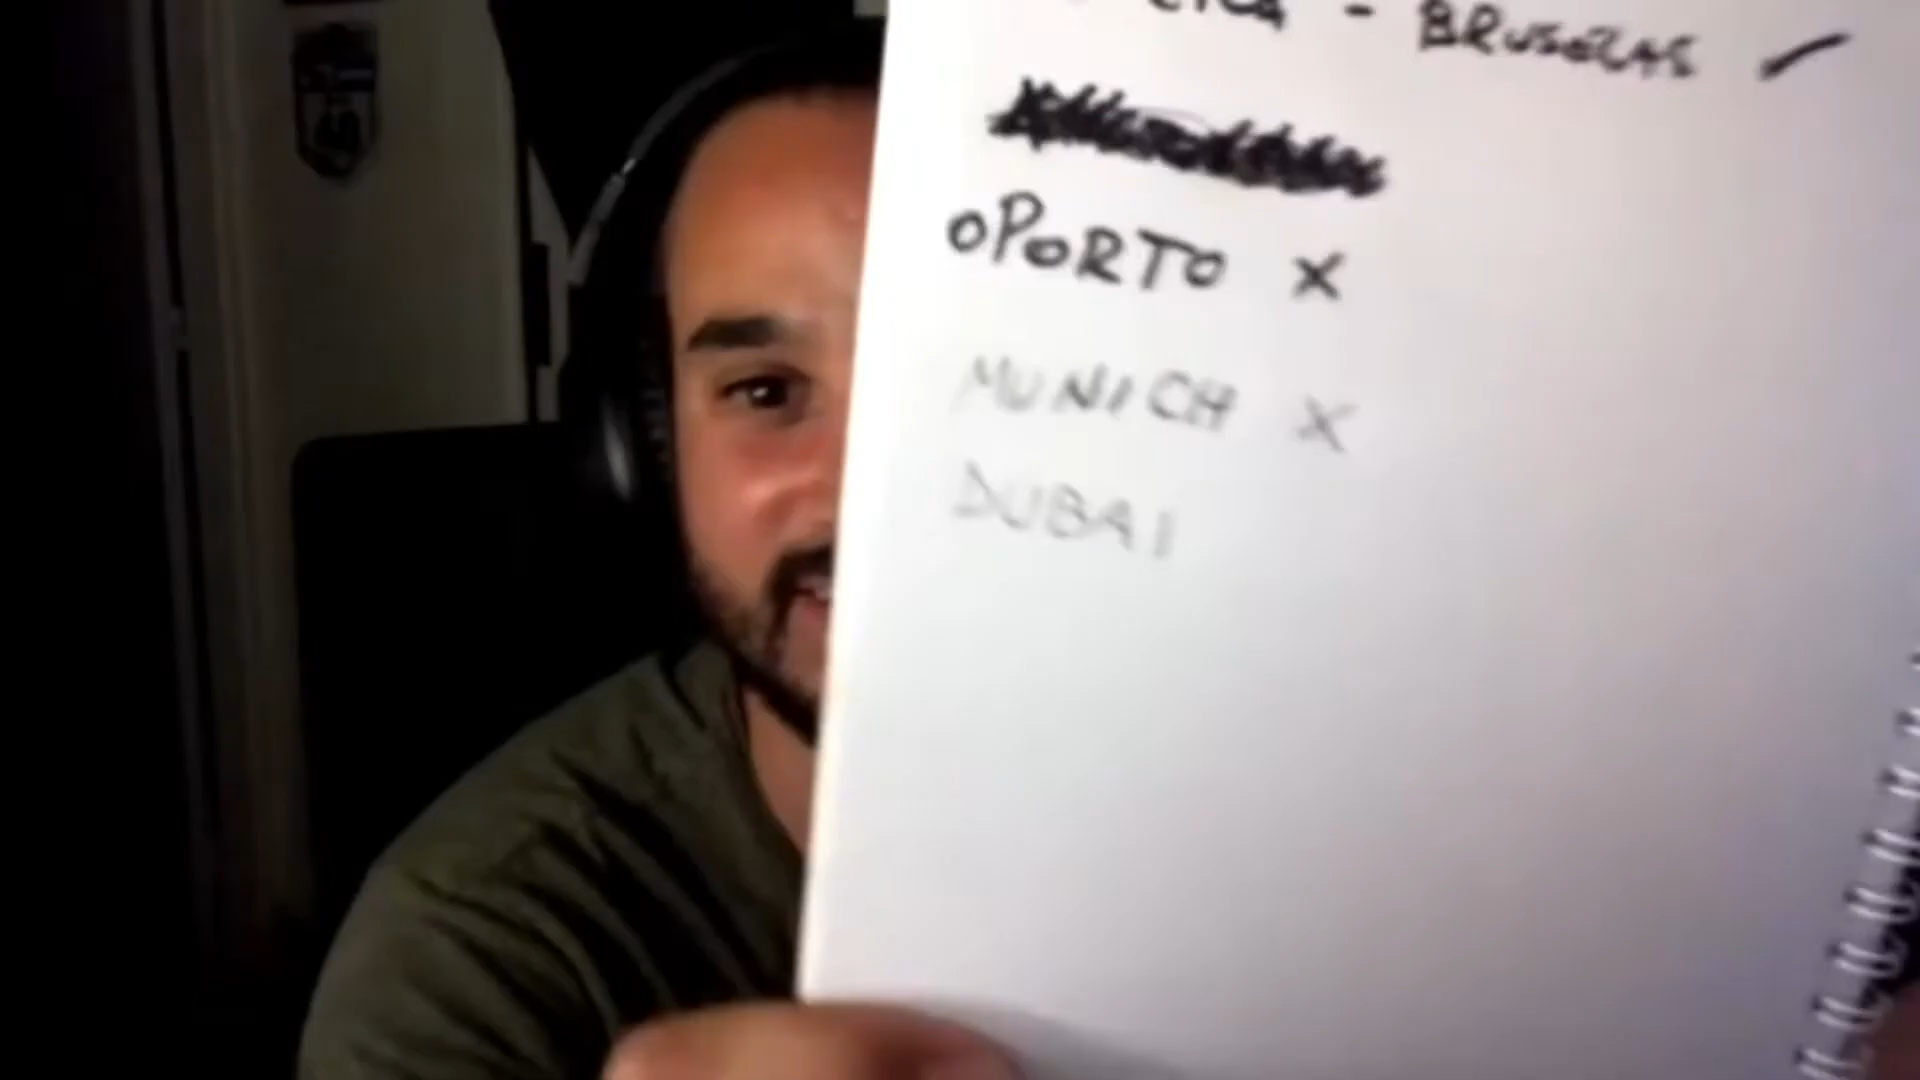 - BRUSELAS ✓
OPORTO X
MUNICH X
DUBAI